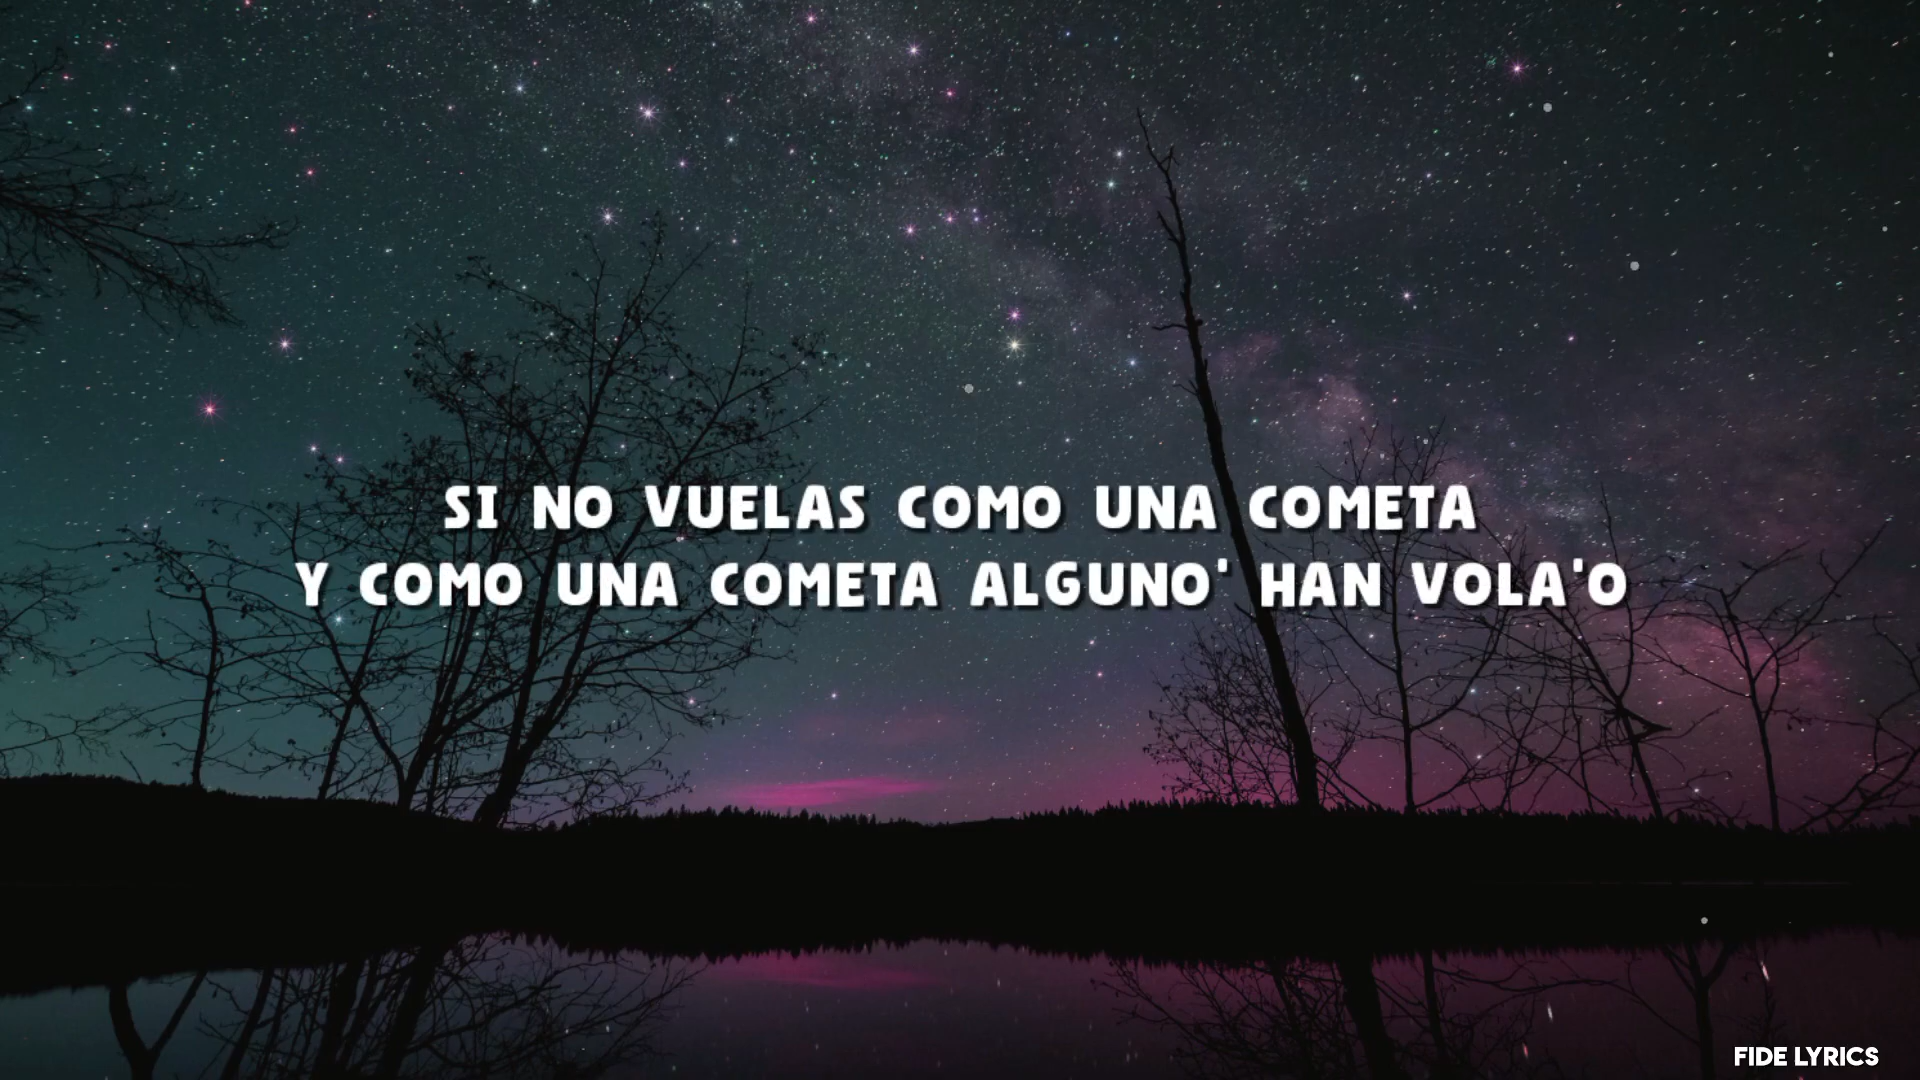 SI NO VUELAS COMO UNA COMETA
Y COMO UNA COMETA ALGUNO' HAN VOLA'O
FIDE LYRICS